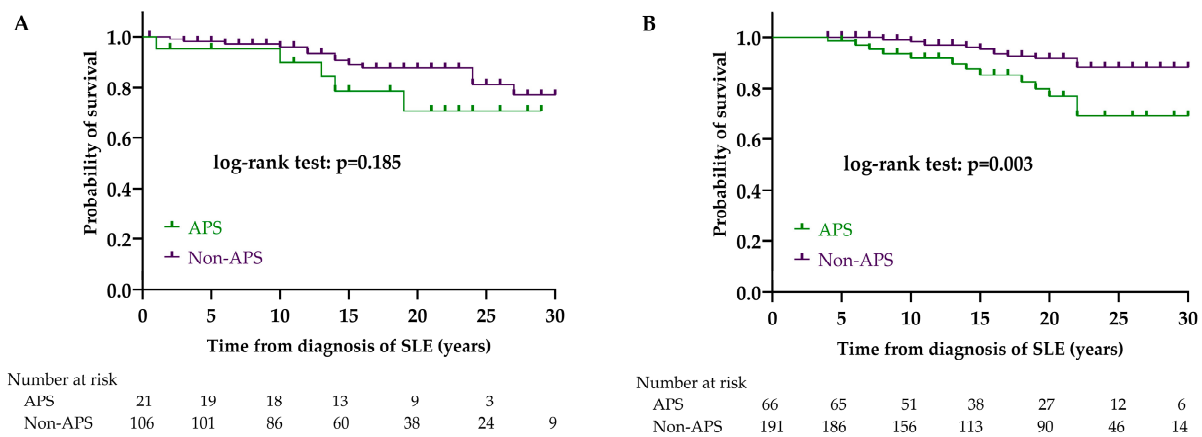 A
Probability of survival
1.0
0.8
0.6
0.4
0.2
0.0
log-rank test: p=0.185
APS
Non-APS
0 5 10 15 20 25 30
Time from diagnosis of SLE (years)
Number at risk
APS 21 19 18 13 9 3
Non-APS 106 101 86 60 38 24 9
B
Probability of survival
1.0
0.8
0.6
0.4
0.2
0.0
log-rank test: p=0.003
APS
Non-APS
0 5 10 15 20 25 30
Time from diagnosis of SLE (years)
Number at risk
APS 66 65 51 38 27 12 6
Non-APS 191 186 156 113 90 46 14